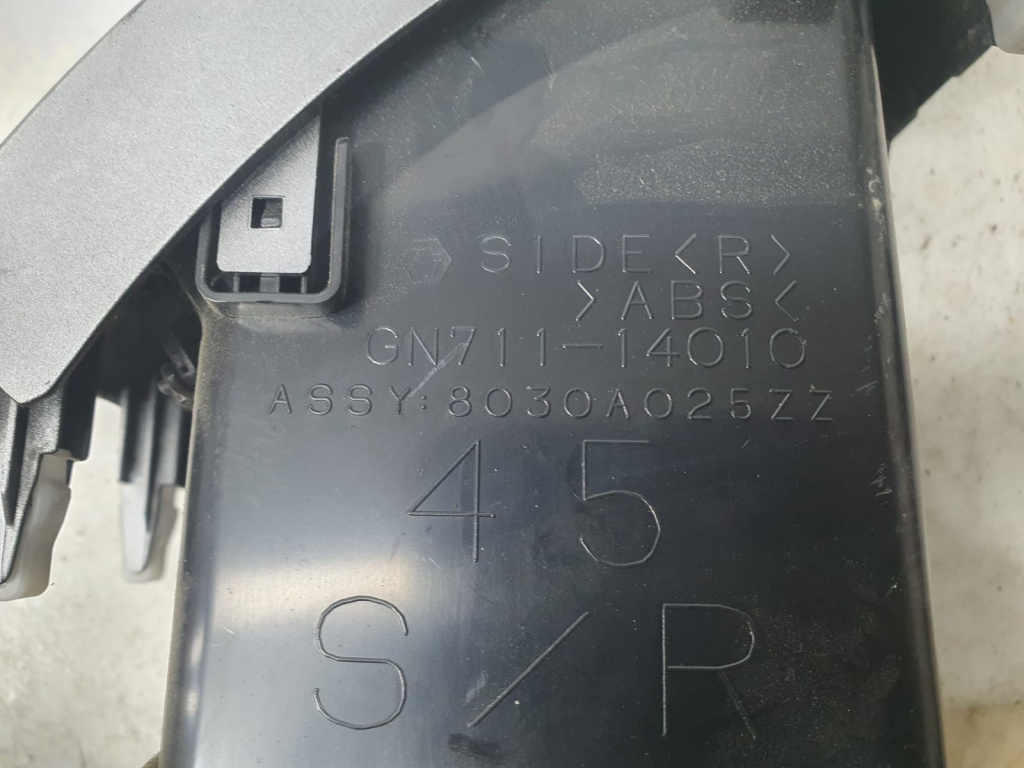 SIDE<R>
>ABS<
GN711-14010
ASSY:8030A025ZZ
45
S/R